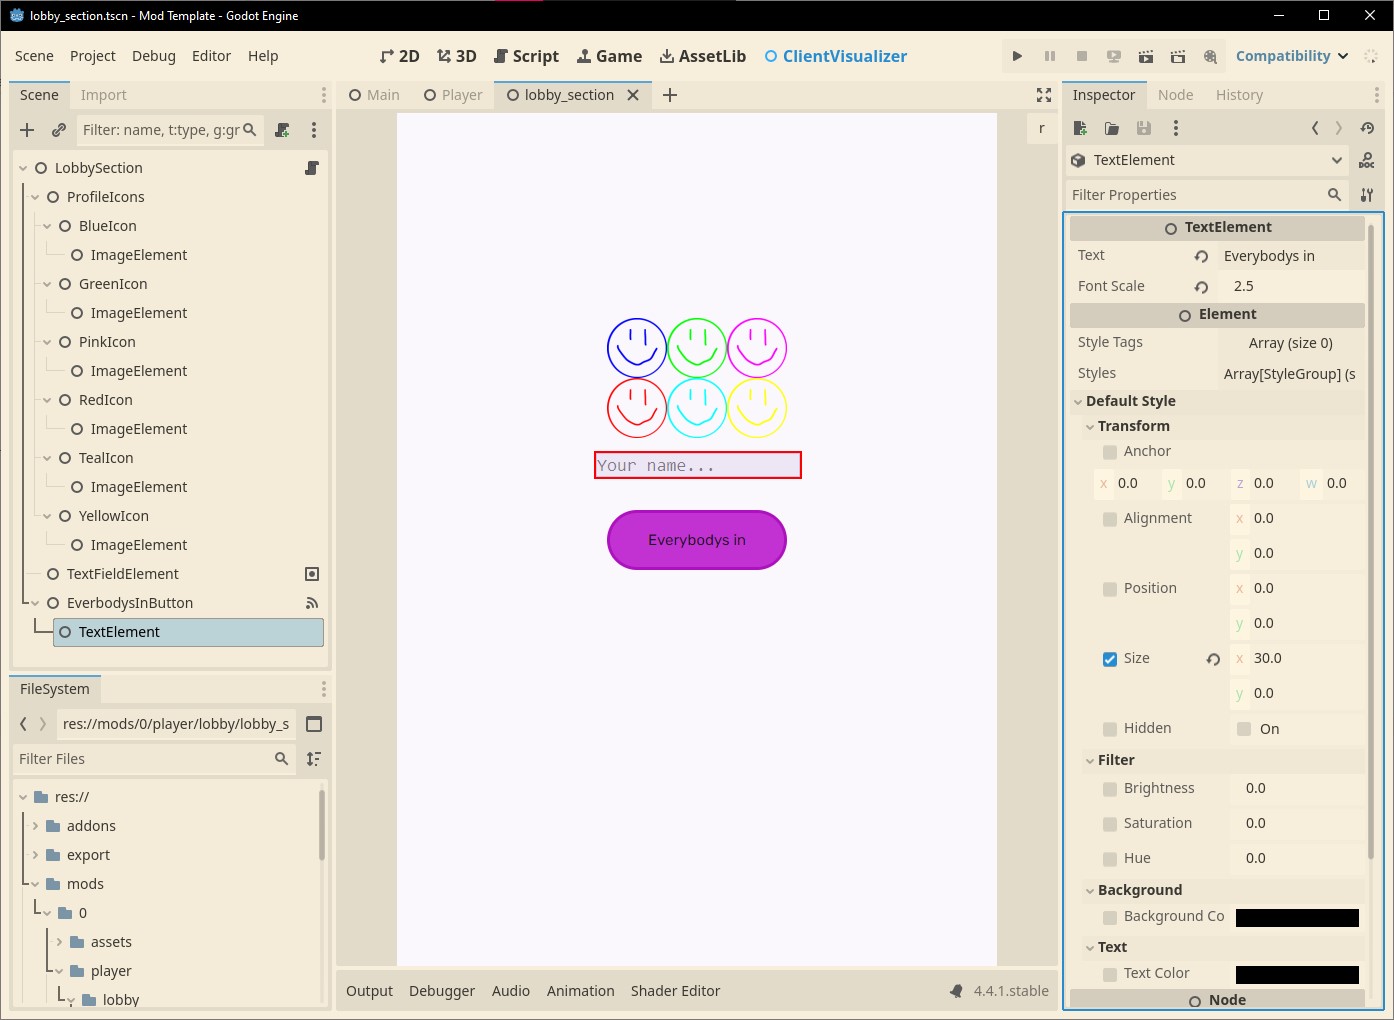 lobby_section.tscn - Mod Template - Godot Engine
Scene Project Debug Editor Help
2D 3D Script Game AssetLib ClientVisualizer
Compatibility
Scene Import
Filter: name, t:type, g:gr
LobbySection
ProfileIcons
BlueIcon
ImageElement
GreenIcon
ImageElement
PinkIcon
ImageElement
RedIcon
ImageElement
TealIcon
ImageElement
YellowIcon
ImageElement
TextFieldElement
EverbodysInButton
TextElement
FileSystem
res://mods/0/player/lobby/lobby_s
Filter Files
res://
addons
export
mods
0
assets
player
lobby
Main Player lobby_section
r
Your name...
Everybodys in
Output Debugger Audio Animation Shader Editor
4.4.1.stable
Inspector Node History
TextElement
DOC
Filter Properties
TextElement
Text Everybodys in
Font Scale 2.5
Element
Style Tags Array (size 0)
Styles Array[StyleGroup] (s
Default Style
Transform
Anchor
x 0.0 y 0.0 z 0.0 w 0.0
Alignment x 0.0
y 0.0
Position x 0.0
y 0.0
Size x 30.0
y 0.0
Hidden On
Filter
Brightness 0.0
Saturation 0.0
Hue 0.0
Background
Background Co
Text
Text Color
Node